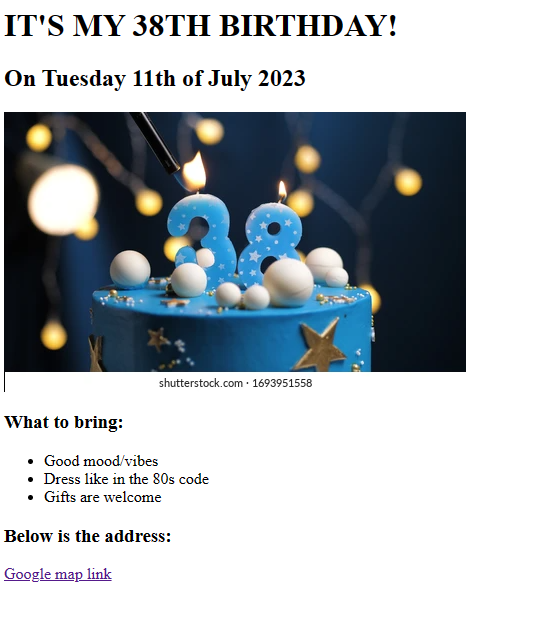 IT'S MY 38TH BIRTHDAY!
On Tuesday 11th of July 2023
38
shutterstock.com · 1693951558
What to bring:
Good mood/vibes
Dress like in the 80s code
Gifts are welcome
Below is the address:
Google map link